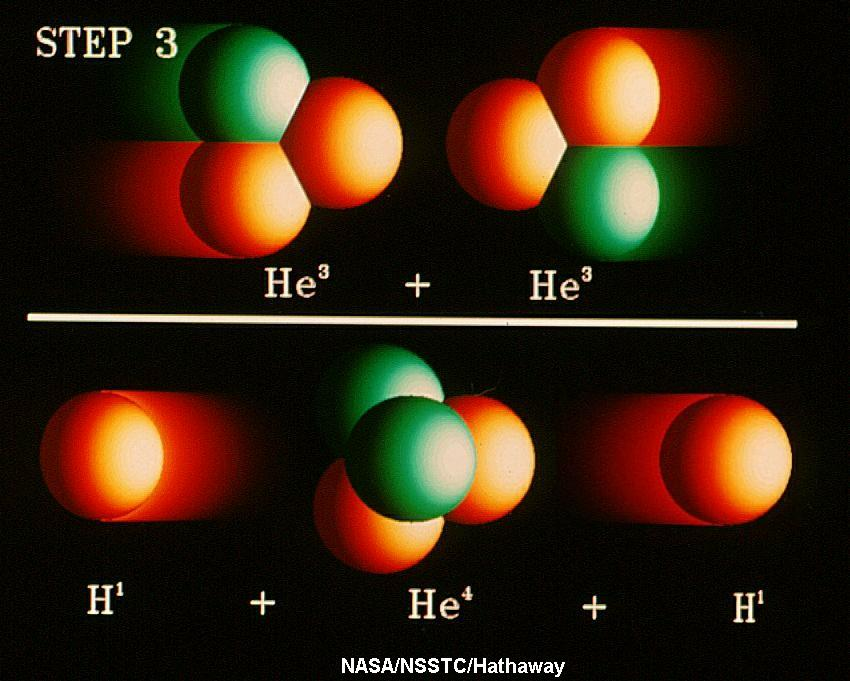 STEP 3
He³ + He³
H¹ + He⁴ + H¹
NASA/NSSTC/Hathaway